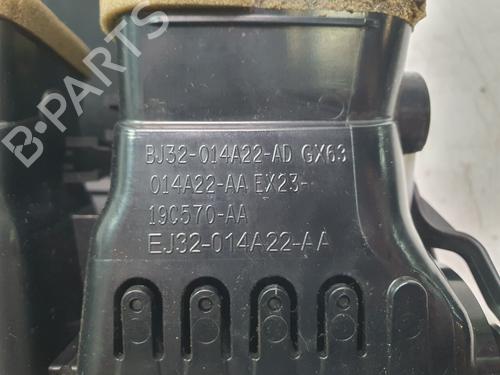 B-PARTS
BJ32-014A22-AD GX63
014A22-AA EX23-
19C570-AA
EJ32-014A22-AA